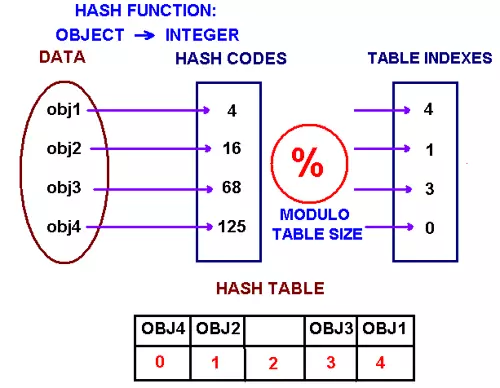 HASH FUNCTION:
OBJECT → INTEGER
DATA HASH CODES TABLE INDEXES
obj1 4 4
obj2 16 1
obj3 68 3
obj4 125 0
%
MODULO
TABLE SIZE
HASH TABLE
OBJ4 OBJ2 OBJ3 OBJ1
0 1 2 3 4